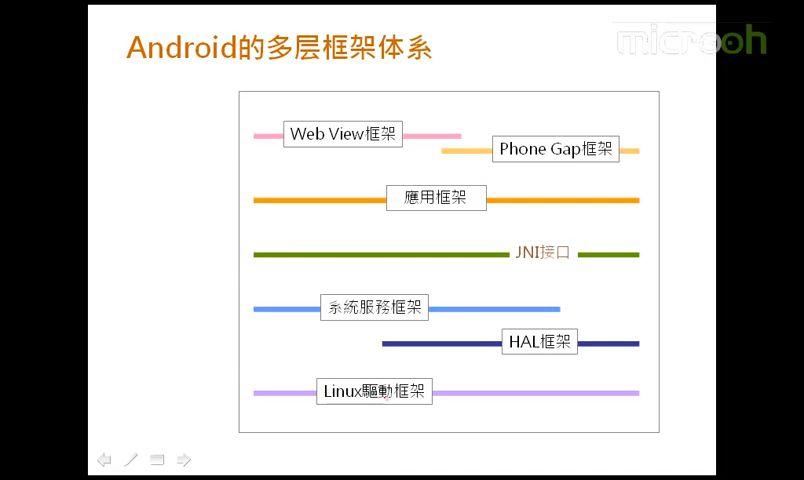 Android的多层框架体系
microoh
Web View框架
Phone Gap框架
應用框架
JNI接口
系統服務框架
HAL框架
Linux驅動框架